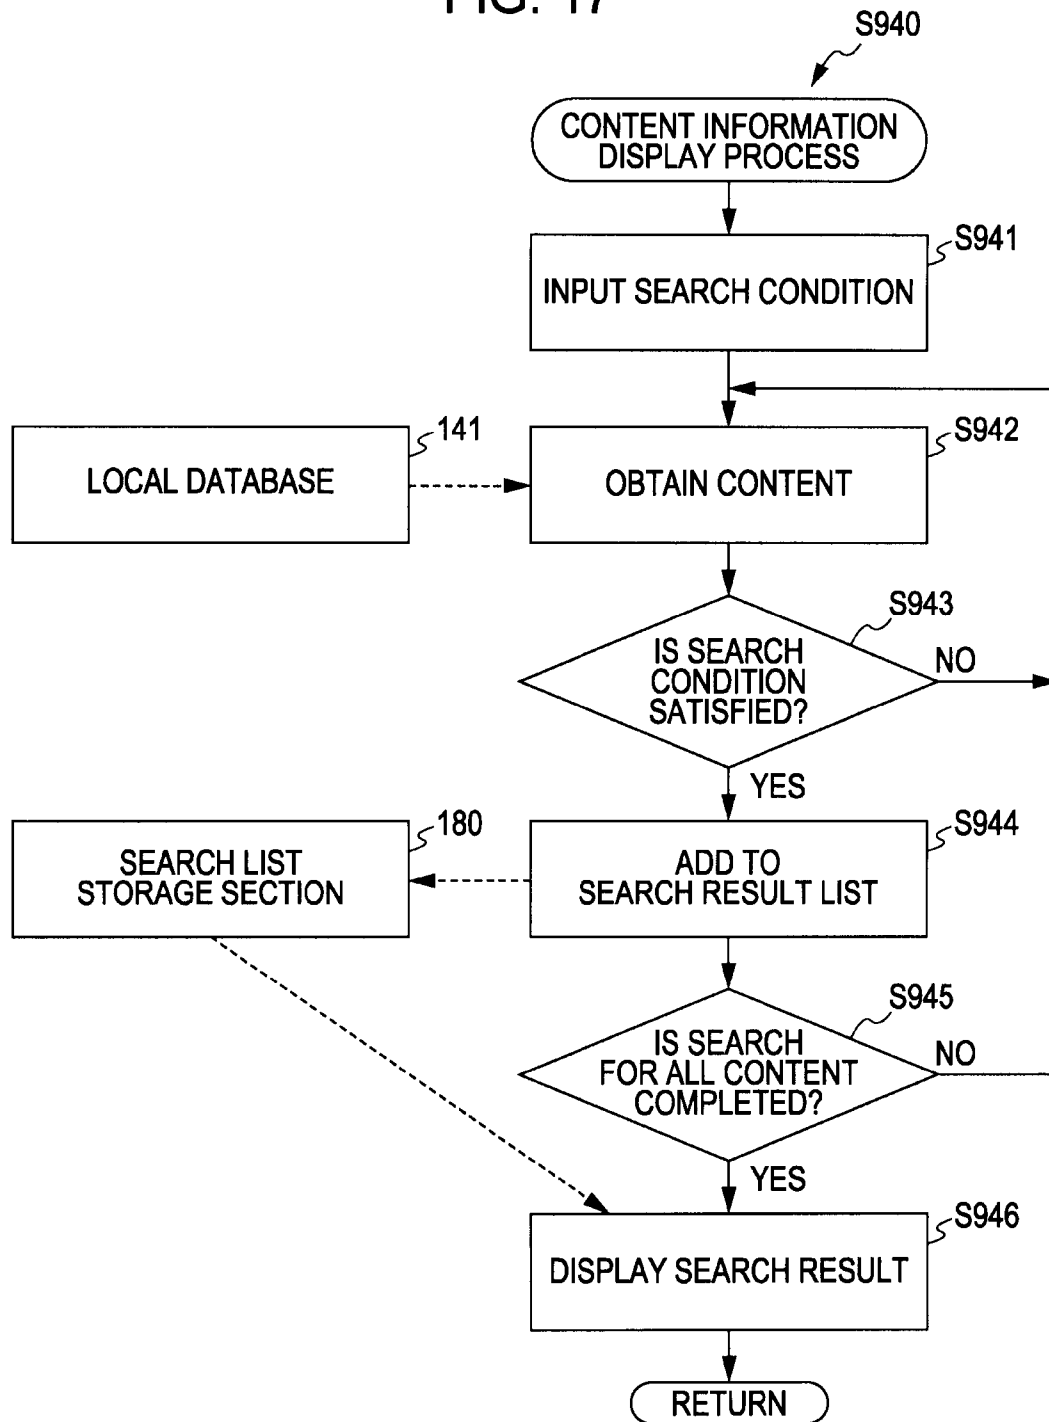 FIG. 17
S940
CONTENT INFORMATION
DISPLAY PROCESS
S941
INPUT SEARCH CONDITION
141
LOCAL DATABASE
S942
OBTAIN CONTENT
S943
IS SEARCH
CONDITION
SATISFIED?
NO
YES
180
SEARCH LIST
STORAGE SECTION
S944
ADD TO
SEARCH RESULT LIST
S945
IS SEARCH
FOR ALL CONTENT
COMPLETED?
NO
YES
S946
DISPLAY SEARCH RESULT
RETURN